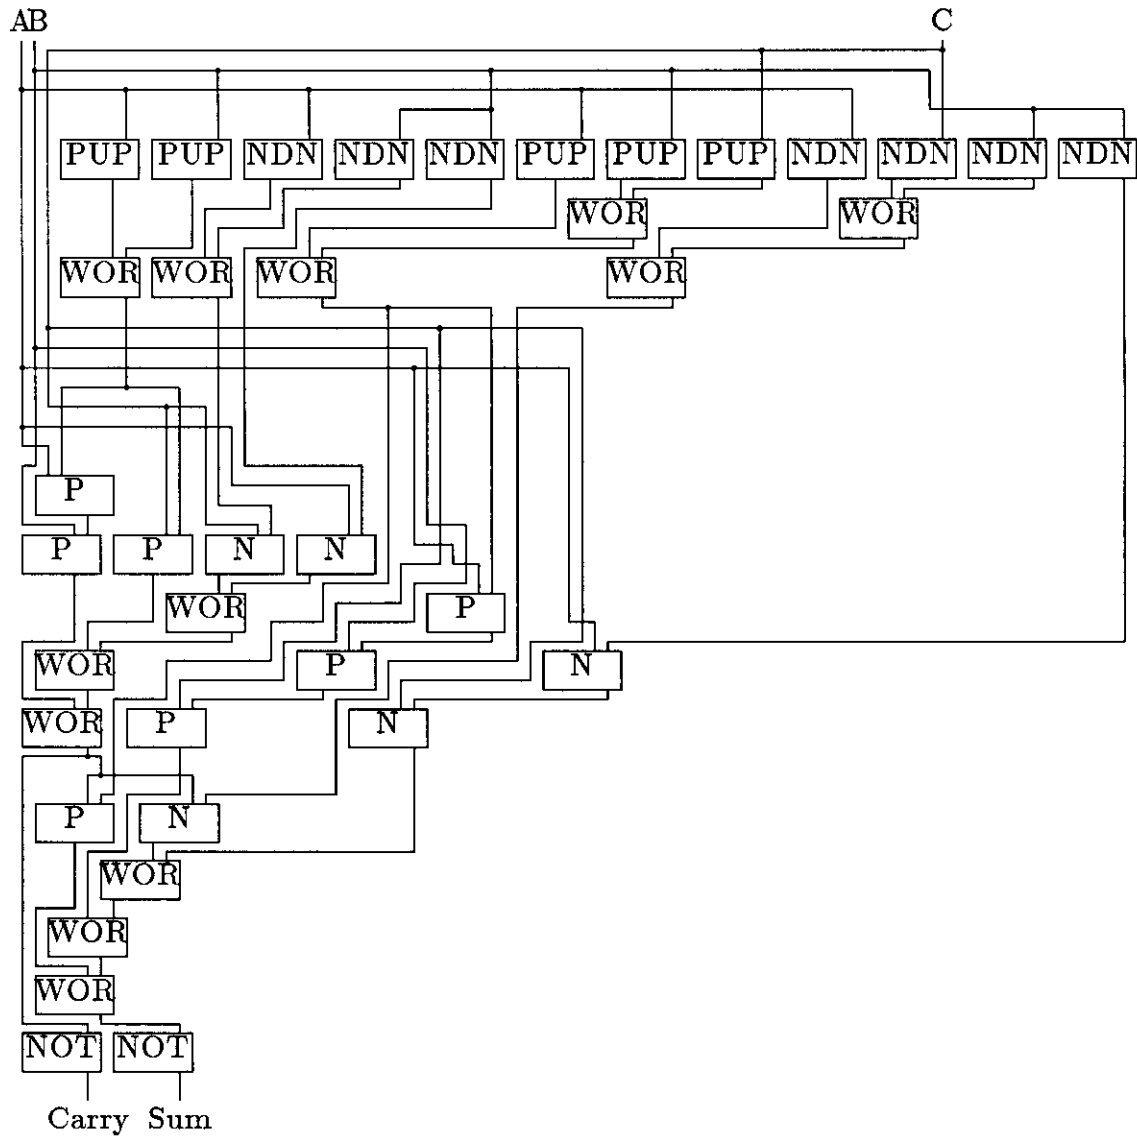 AB C
PUP PUP NDN NDN NDN PUP PUP PUP NDN NDN NDN NDN
WOR WOR
WOR WOR WOR WOR
P
P P N N
WOR P
WOR P N
WOR P N
P N
WOR
WOR
WOR
NOT NOT
Carry Sum